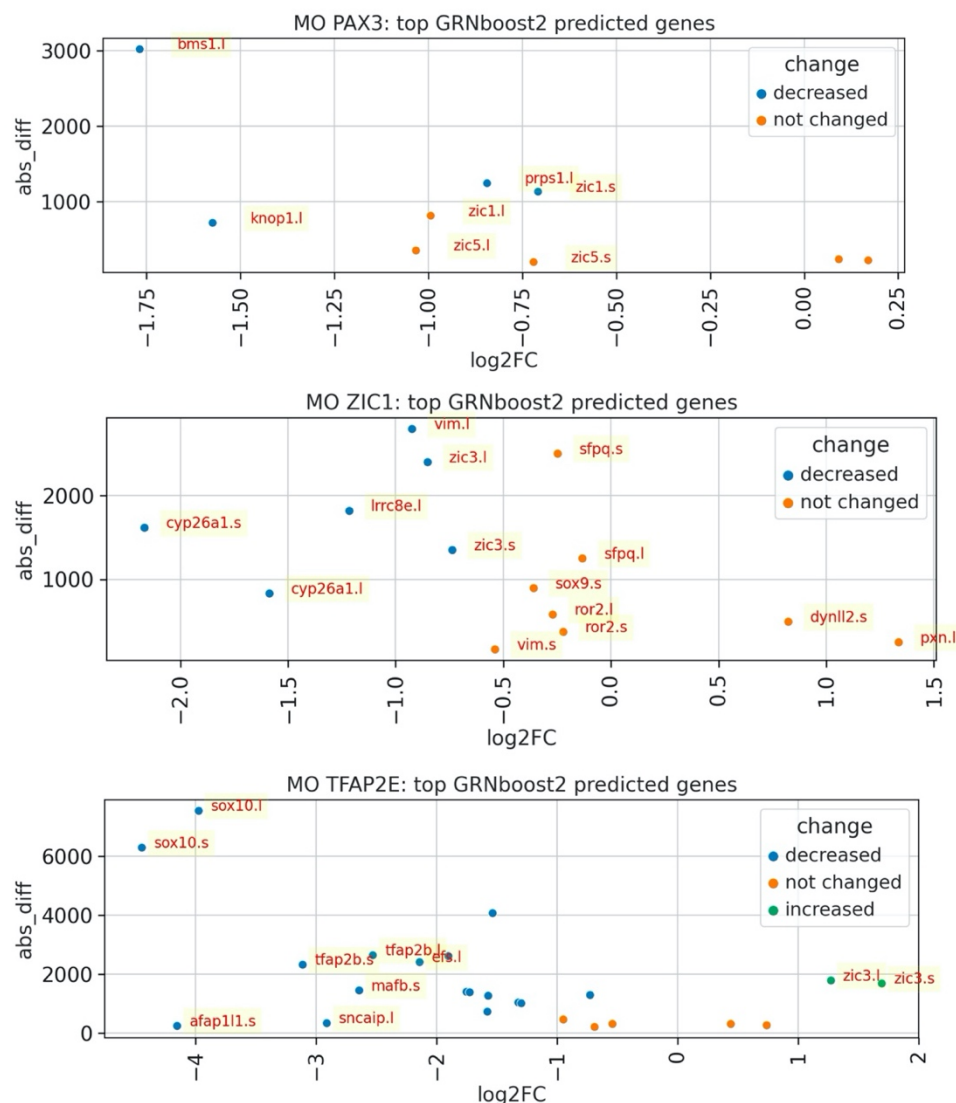 MO PAX3: top GRNboost2 predicted genes
3000
2000
1000
abs_diff
bms1.l
change
decreased
not changed
prps1.l
zic1.s
zic1.l
knop1.l
zic5.l
zic5.s
−1.75
−1.50
−1.25
−1.00
−0.75
−0.50
−0.25
0.00
0.25
log2FC
MO ZIC1: top GRNboost2 predicted genes
2000
1000
abs_diff
vim.l
sfpq.s
zic3.l
change
decreased
not changed
lrrc8e.l
cyp26a1.s
zic3.s
sfpq.l
cyp26a1.l
sox9.s
ror2.l
ror2.s
dynll2.s
vim.s
pxn.l
−2.0
−1.5
−1.0
−0.5
0.0
0.5
1.0
1.5
log2FC
MO TFAP2E: top GRNboost2 predicted genes
6000
4000
2000
0
abs_diff
sox10.l
sox10.s
change
decreased
not changed
increased
tfap2b.s
tfap2b.l
efs.l
mafb.s
zic3.l
zic3.s
afap1l1.s
sncaip.l
−4
−3
−2
−1
0
1
2
log2FC